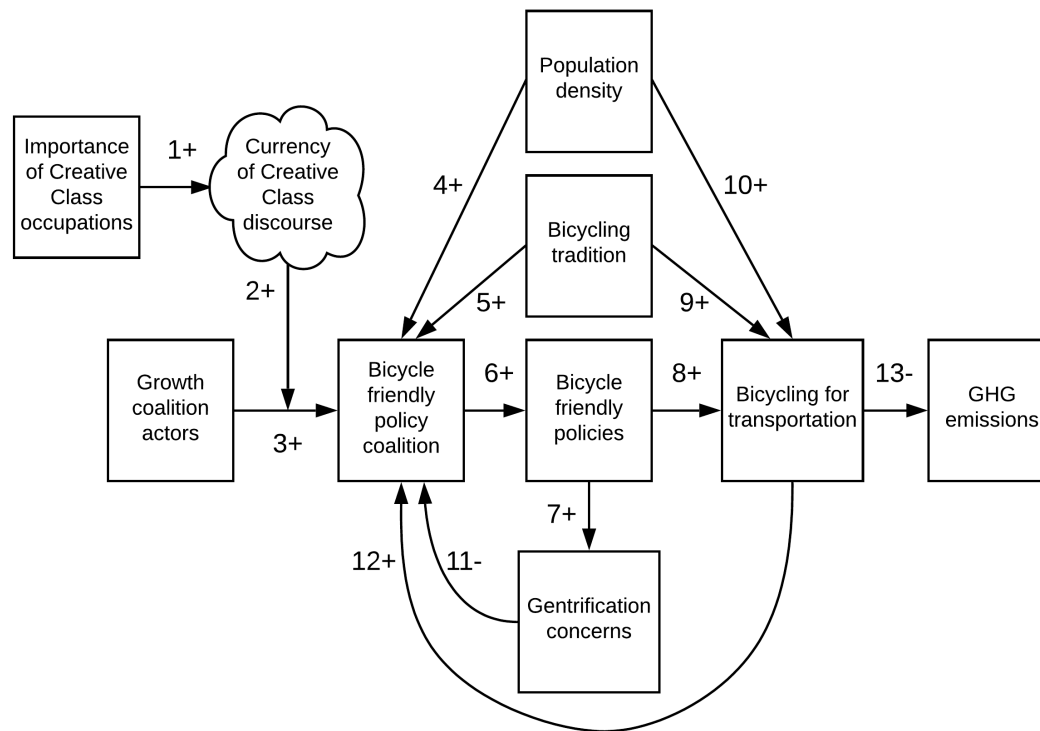 Population
density
Importance
of Creative
Class
occupations
1+
Currency
of Creative
Class
discourse
4+
10+
Bicycling
tradition
2+
5+
9+
Growth
coalition
actors
3+
Bicycle
friendly
policy
coalition
6+
Bicycle
friendly
policies
8+
Bicycling for
transportation
13-
GHG
emissions
7+
12+
11-
Gentrification
concerns